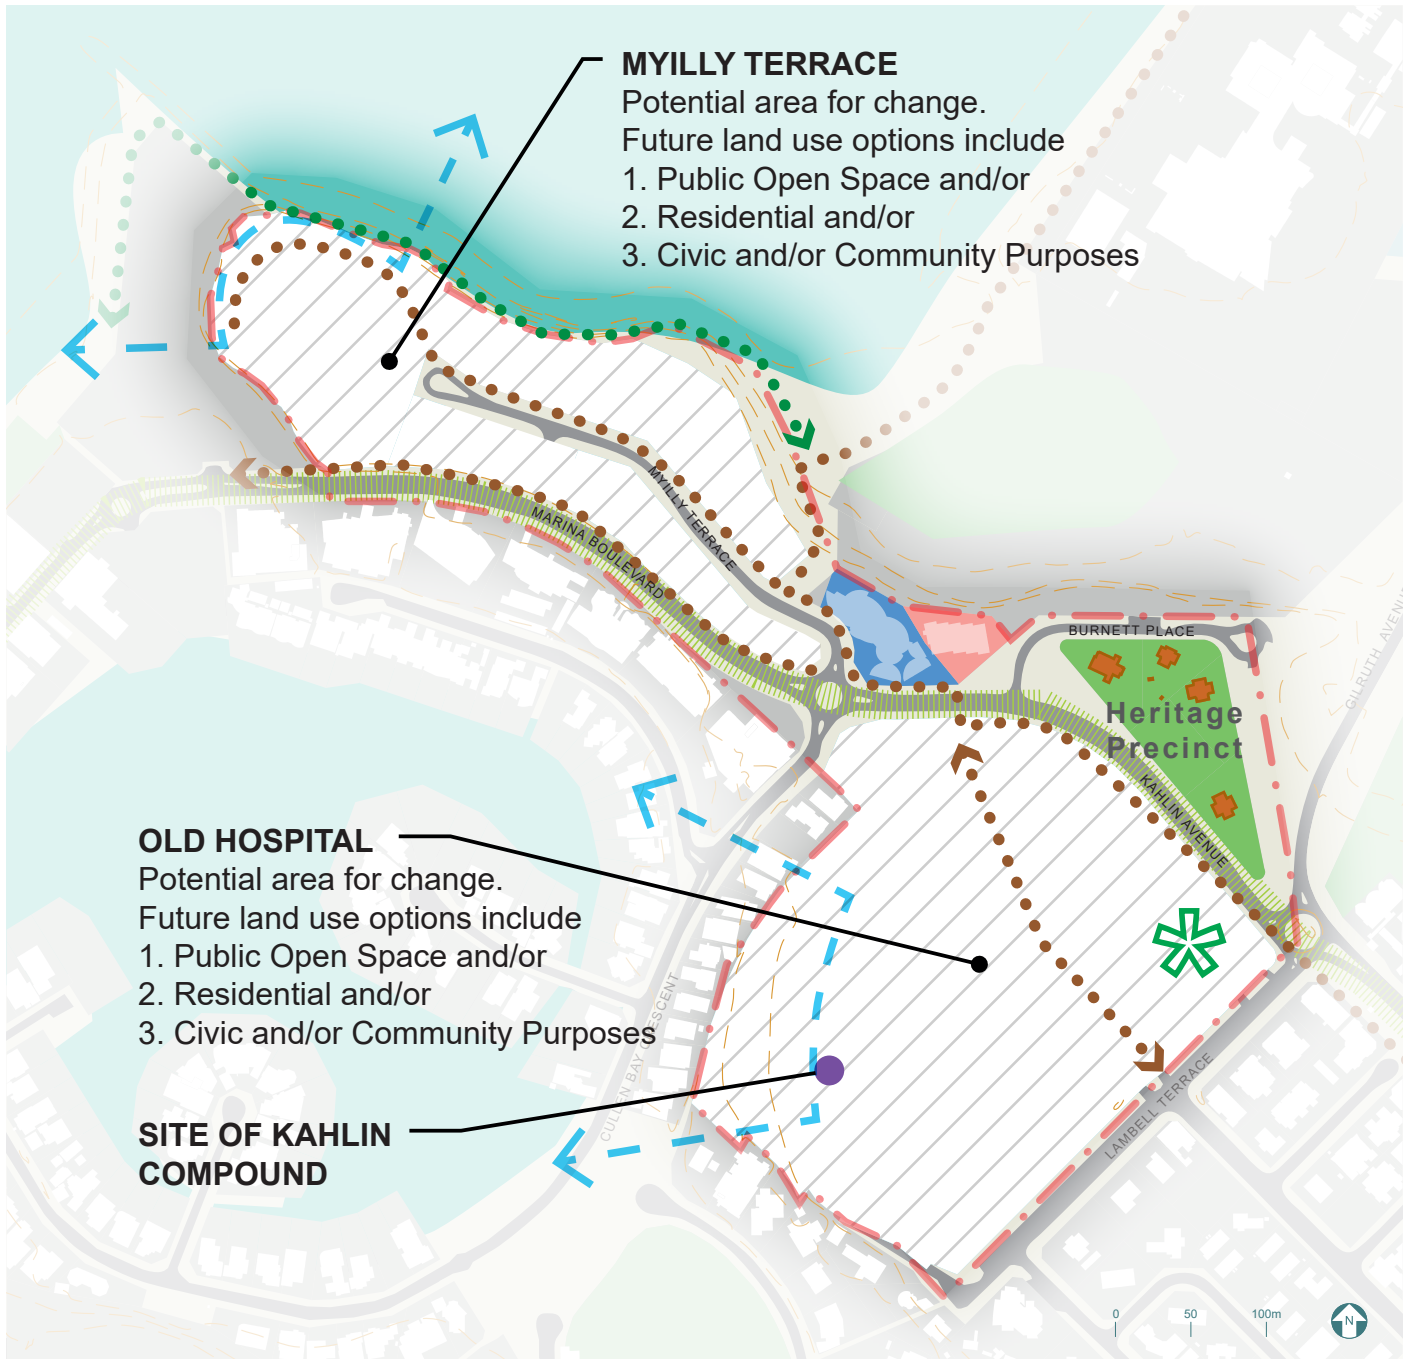 MYILLY TERRACE
Potential area for change.
Future land use options include
1. Public Open Space and/or
2. Residential and/or
3. Civic and/or Community Purposes
MYILLY TERRACE
MARINA BOULEVARD
BURNETT PLACE
GILRUTH AVENUE
Heritage
Precinct
KAHLIN AVENUE
OLD HOSPITAL
Potential area for change.
Future land use options include
1. Public Open Space and/or
2. Residential and/or
3. Civic and/or Community Purposes
CULLEN BAY CRESCENT
LAMBELL TERRACE
SITE OF KAHLIN
COMPOUND
0 50 100m
N